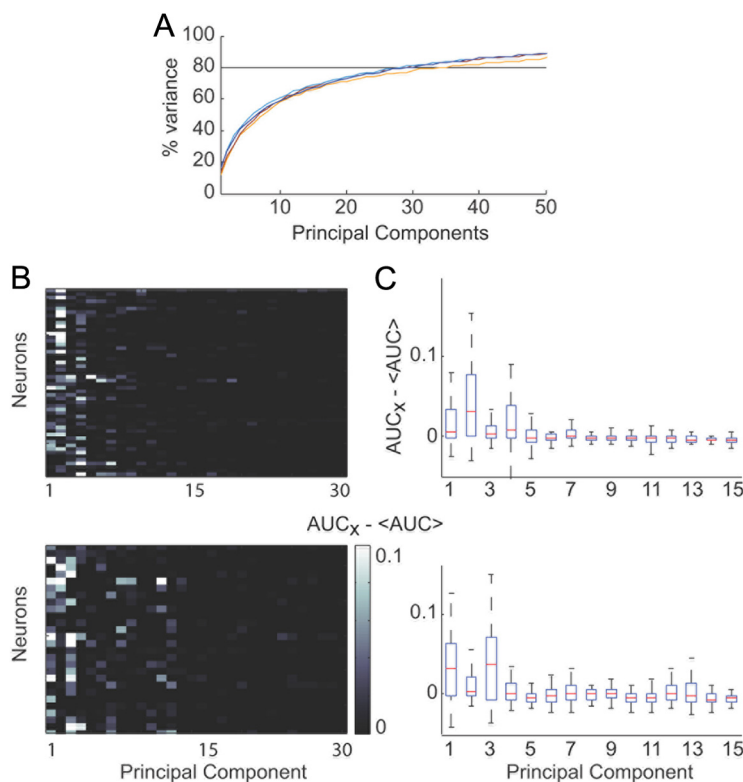 A
100
80
60
40
20
0
% variance
10 20 30 40 50
Principal Components
B
Neurons
1 15 30
C
0.1
0
AUCx - <AUC>
1 3 5 7 9 11 13 15
AUCx - <AUC>
Neurons
0.1
0
1 15 30
Principal Component
0.1
0
1 3 5 7 9 11 13 15
Principal Component